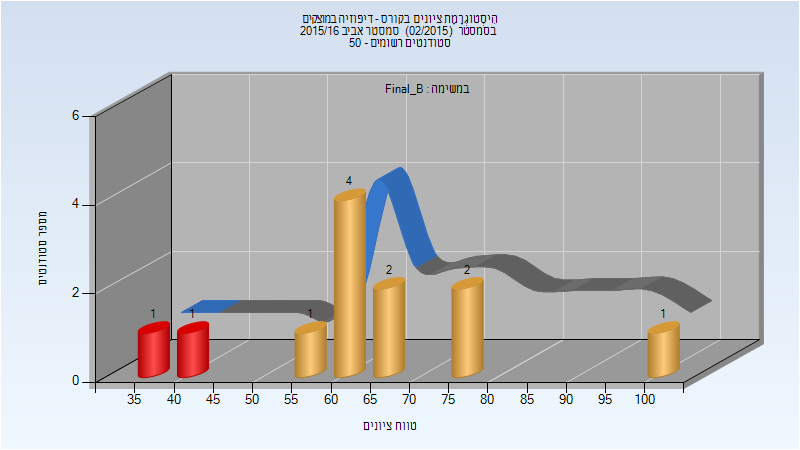 היסטוגרמת ציונים בקורס - דיפוזיה במוצקים
בסמסטר (02/2015) סמסטר אביב 2015/16
סטודנטים רשומים - 50
במשימה : Final_B
מספר סטודנטים
6
4
2
0
1
1
1
4
2
2
1
35 40 45 50 55 60 65 70 75 80 85 90 95 100
טווח ציונים